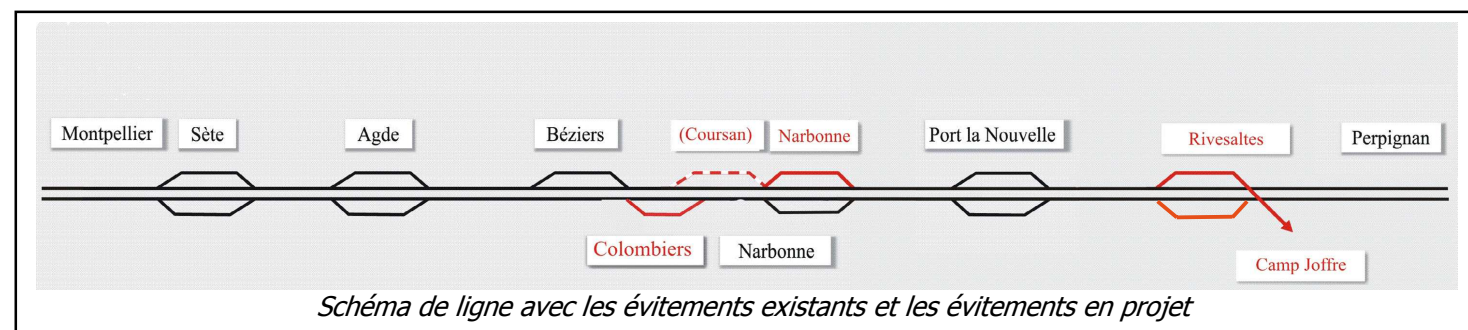 Montpellier
Sète
Agde
Béziers
(Coursan)
Narbonne
Port la Nouvelle
Rivesaltes
Perpignan
Colombiers
Narbonne
Camp Joffre
Schéma de ligne avec les évitements existants et les évitements en projet